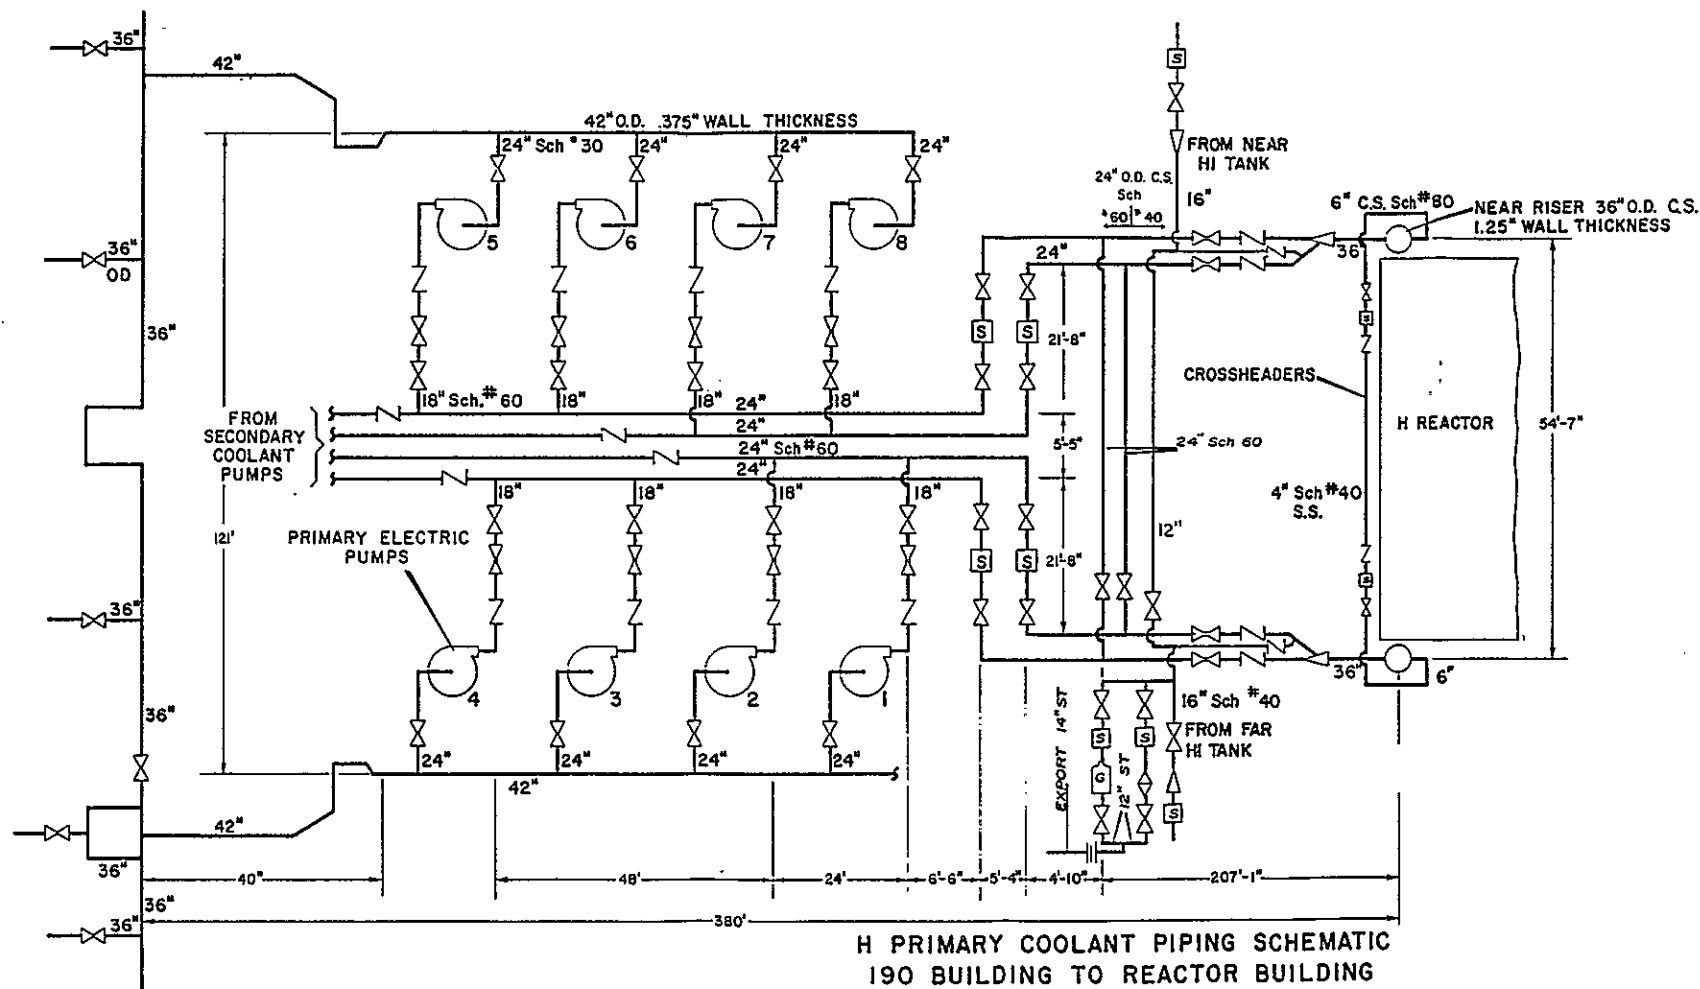 36"
42"
42" O.D. .375" WALL THICKNESS
24" Sch #30
24"
24"
24"
5
6
7
8
FROM NEAR
HI TANK
24" O.D. C.S.
Sch
#60 #40
16"
6" C.S. Sch #80
NEAR RISER 36" O.D. C.S.
1.25" WALL THICKNESS
36"
OD
24"
36
36"
21'-8"
S
S
S
S
CROSSHEADERS
H REACTOR
54'-7"
18" Sch. #60
18"
18"
18"
24"
24"
24" Sch #60
24"
FROM
SECONDARY
COOLANT
PUMPS
5'-5"
24" Sch 60
18"
18"
18"
18"
4" Sch #40
S.S.
121'
PRIMARY ELECTRIC
PUMPS
12"
S
S
21'-8"
S
36"
4
3
2
1
36"
6"
16" Sch #40
FROM FAR
HI TANK
36"
24"
24"
24"
24"
42"
EXPORT 14" ST
S
S
G
12" ST
S
42"
36"
40"
48'
24'
6'-6"
5'-4"
4'-10"
207'-1"
36"
36"
380'
H PRIMARY COOLANT PIPING SCHEMATIC
190 BUILDING TO REACTOR BUILDING